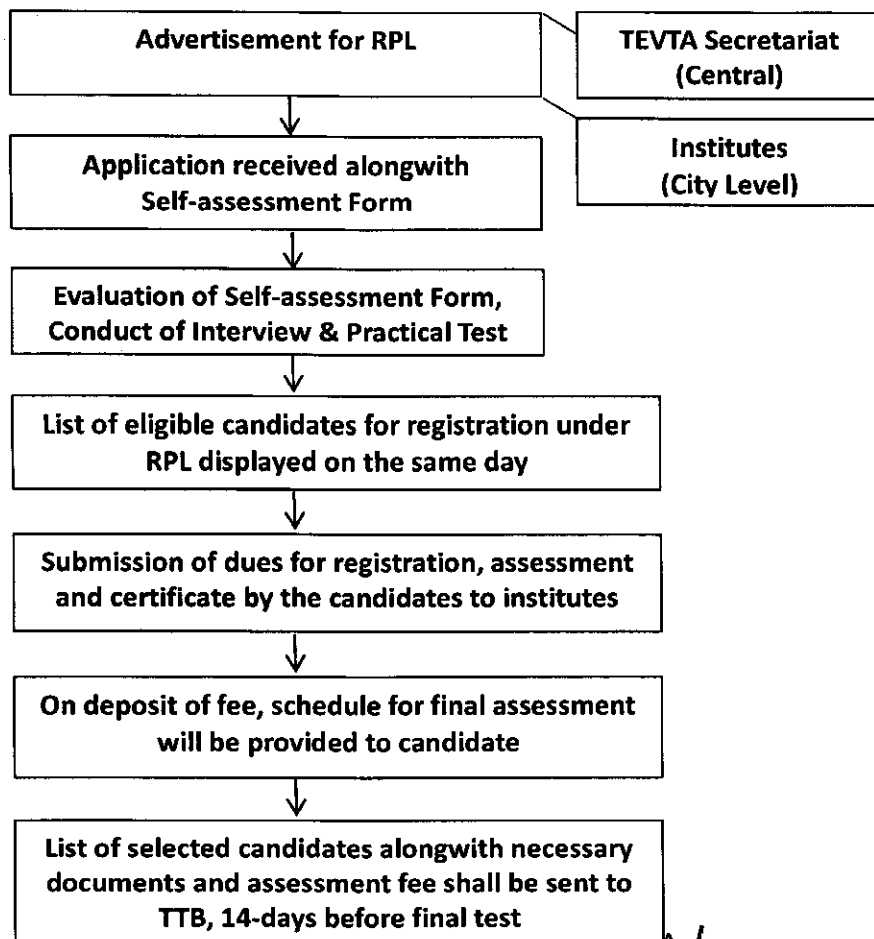 Advertisement for RPL
TEVTA Secretariat
(Central)
Institutes
(City Level)
Application received alongwith
Self-assessment Form
Evaluation of Self-assessment Form,
Conduct of Interview & Practical Test
List of eligible candidates for registration under
RPL displayed on the same day
Submission of dues for registration, assessment
and certificate by the candidates to institutes
On deposit of fee, schedule for final assessment
will be provided to candidate
List of selected candidates alongwith necessary
documents and assessment fee shall be sent to
TTB, 14-days before final test